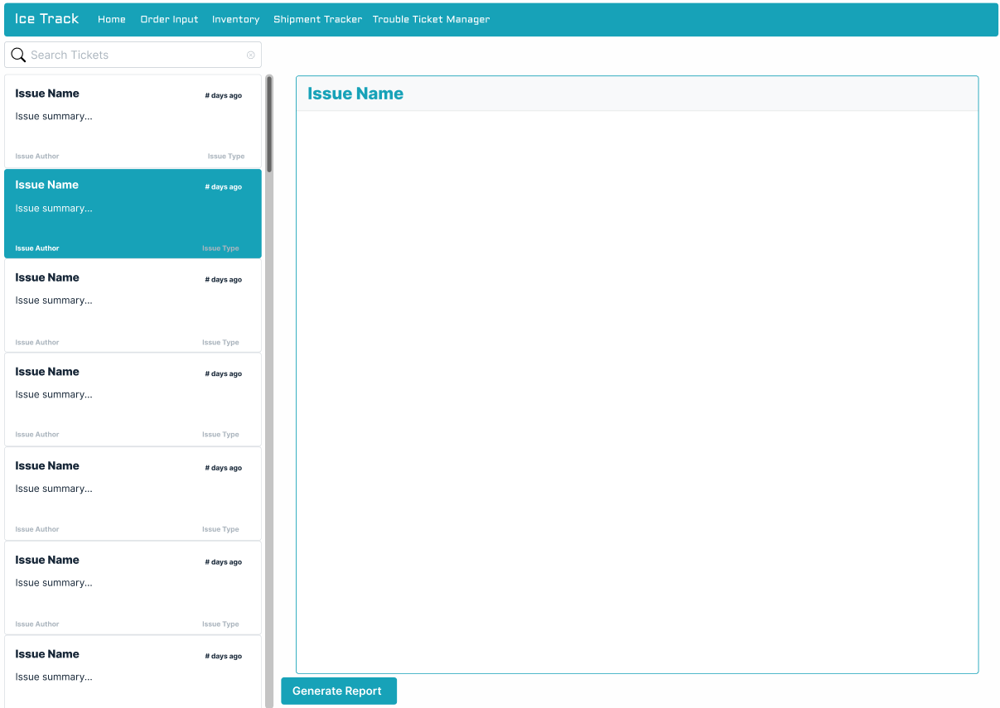 Ice Track Home Order Input Inventory Shipment Tracker Trouble Ticket Manager
Search Tickets
Issue Name # days ago
Issue summary...
Issue Author Issue Type
Issue Name # days ago
Issue summary...
Issue Author Issue Type
Issue Name # days ago
Issue summary...
Issue Author Issue Type
Issue Name # days ago
Issue summary...
Issue Author Issue Type
Issue Name # days ago
Issue summary...
Issue Author Issue Type
Issue Name # days ago
Issue summary...
Issue Author Issue Type
Issue Name # days ago
Issue summary...
Issue Name
Generate Report